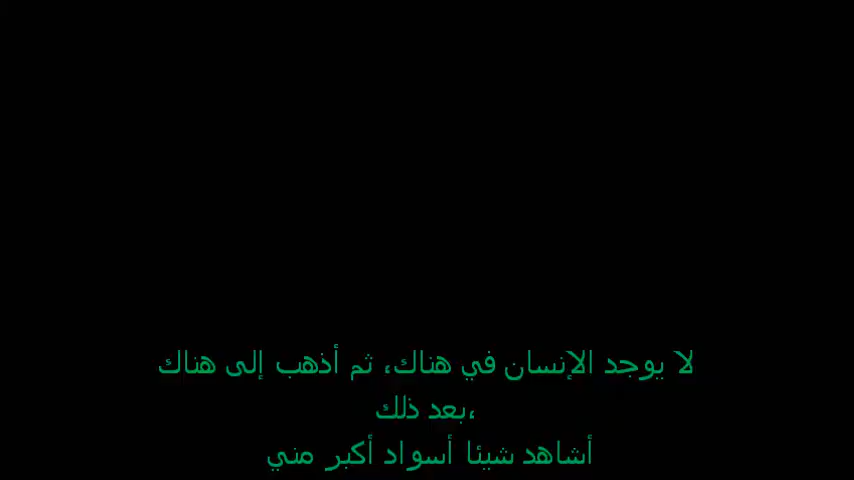 لا يوجد الإنسان في هناك، ثم أذهب إلى هناك
بعد ذلك،
أشاهد شيئا أسواد أكبر مني